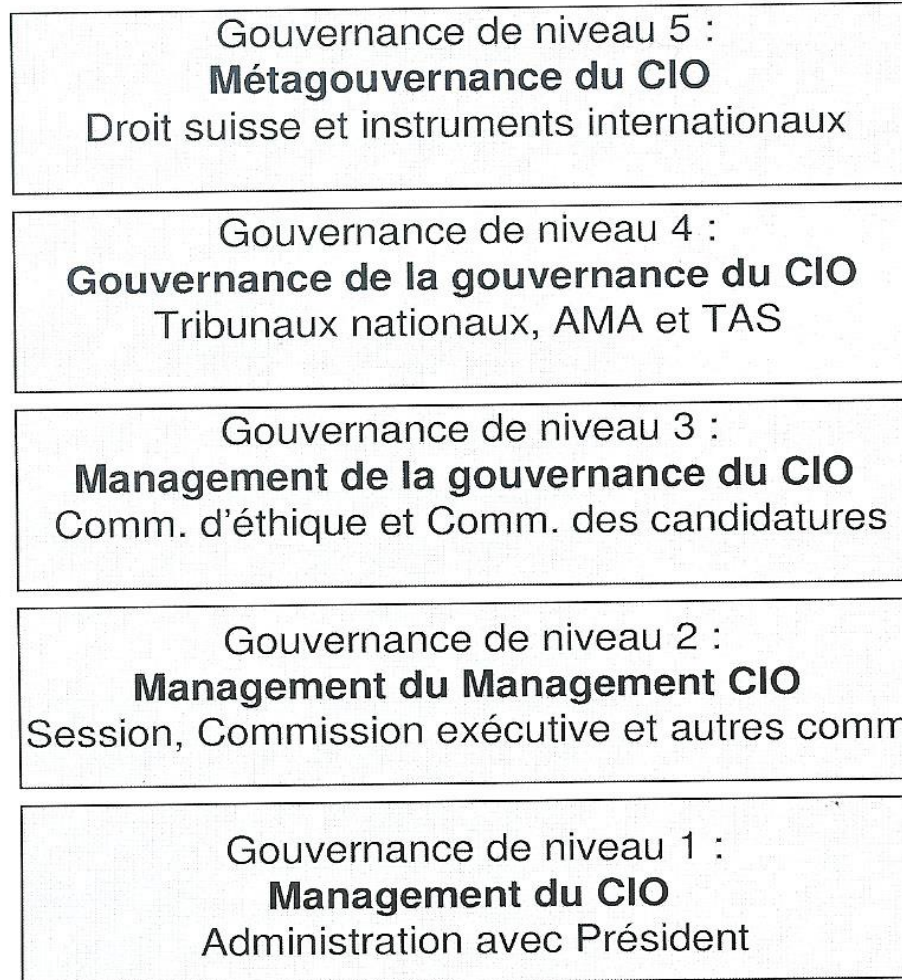 Gouvernance de niveau 5 :
Métagouvernance du CIO
Droit suisse et instruments internationaux
Gouvernance de niveau 4 :
Gouvernance de la gouvernance du CIO
Tribunaux nationaux, AMA et TAS
Gouvernance de niveau 3 :
Management de la gouvernance du CIO
Comm. d'éthique et Comm. des candidatures
Gouvernance de niveau 2 :
Management du Management CIO
Session, Commission exécutive et autres comm
Gouvernance de niveau 1 :
Management du CIO
Administration avec Président